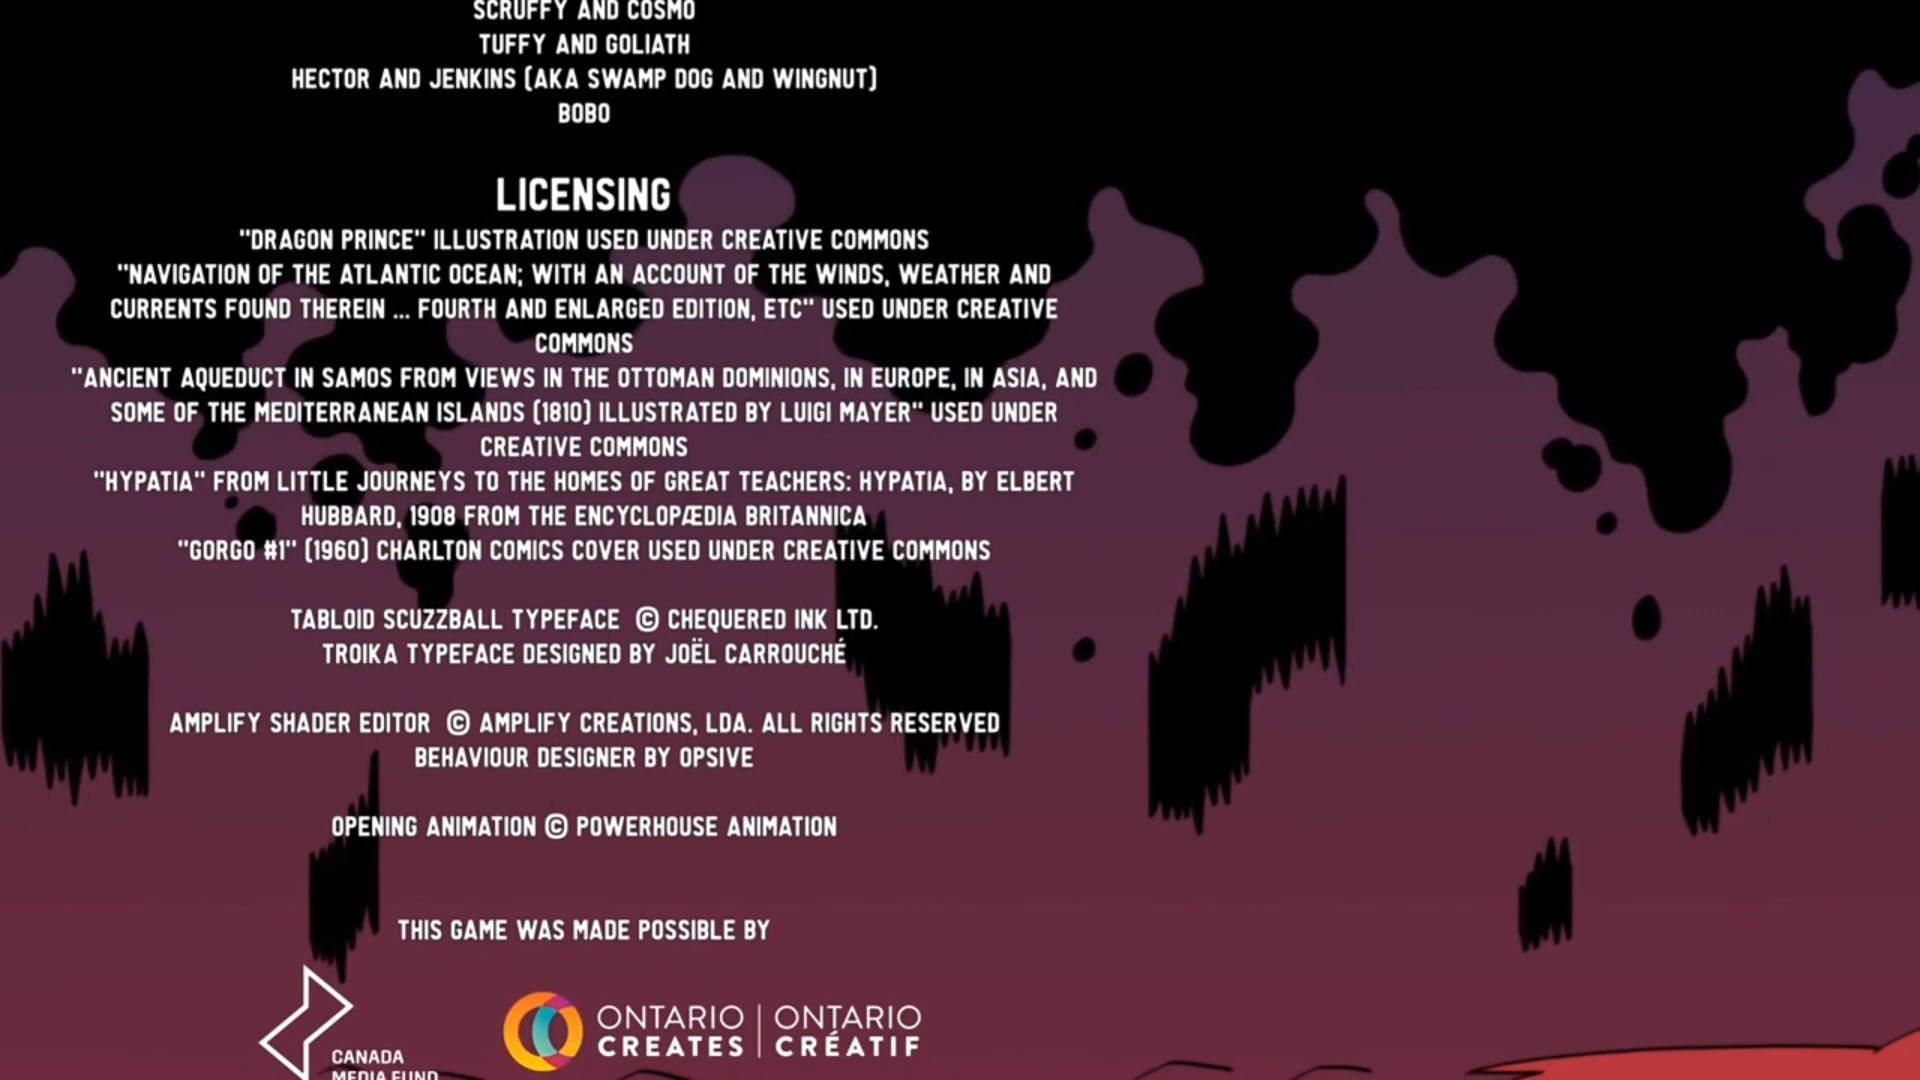 SCRUFFY AND COSMO
TUFFY AND GOLIATH
HECTOR AND JENKINS (AKA SWAMP DOG AND WINGNUT)
BOBO
LICENSING
"DRAGON PRINCE" ILLUSTRATION USED UNDER CREATIVE COMMONS
"NAVIGATION OF THE ATLANTIC OCEAN; WITH AN ACCOUNT OF THE WINDS, WEATHER AND
CURRENTS FOUND THEREIN ... FOURTH AND ENLARGED EDITION, ETC" USED UNDER CREATIVE
COMMONS
"ANCIENT AQUEDUCT IN SAMOS FROM VIEWS IN THE OTTOMAN DOMINIONS, IN EUROPE, IN ASIA, AND
SOME OF THE MEDITERRANEAN ISLANDS (1810) ILLUSTRATED BY LUIGI MAYER" USED UNDER
CREATIVE COMMONS
"HYPATIA" FROM LITTLE JOURNEYS TO THE HOMES OF GREAT TEACHERS: HYPATIA, BY ELBERT
HUBBARD, 1908 FROM THE ENCYCLOPÆDIA BRITANNICA
"GORGO #1" (1960) CHARLTON COMICS COVER USED UNDER CREATIVE COMMONS
TABLOID SCUZZBALL TYPEFACE © CHEQUERED INK LTD.
TROIKA TYPEFACE DESIGNED BY JOËL CARROUCHÉ
AMPLIFY SHADER EDITOR © AMPLIFY CREATIONS, LDA. ALL RIGHTS RESERVED
BEHAVIOUR DESIGNER BY OPSIVE
OPENING ANIMATION © POWERHOUSE ANIMATION
THIS GAME WAS MADE POSSIBLE BY
CANADA
MEDIA FUND
ONTARIO | ONTARIO
CREATES | CRÉATIF